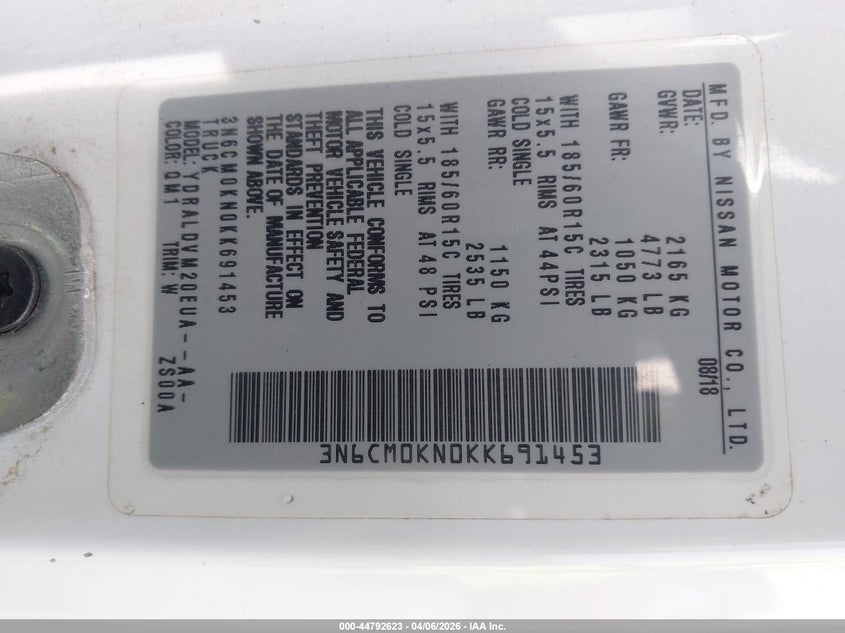 MFD. BY NISSAN MOTOR CO., LTD.
DATE: 08/18
GVWR: 2165 KG
4773 LB
GAWR FR: 1050 KG
2315 LB
WITH 185/60R15C TIRES
15x5.5 RIMS AT 44PSI
COLD SINGLE
GAWR RR: 1150 KG
2535 LB
WITH 185/60R15C TIRES
15x5.5 RIMS AT 48 PSI
COLD SINGLE
THIS VEHICLE CONFORMS TO
ALL APPLICABLE FEDERAL
MOTOR VEHICLE SAFETY AND
THEFT PREVENTION
STANDARDS IN EFFECT ON
THE DATE OF MANUFACTURE
SHOWN ABOVE.
3N6CM0KN0KK691453
TRUCK
MODEL: YDRALDVM20EUA--AA-
COLOR: QM1 TRIM: W ZS00A
3N6CM0KN0KK691453
000-44792623 - 04/06/2026 - IAA Inc.